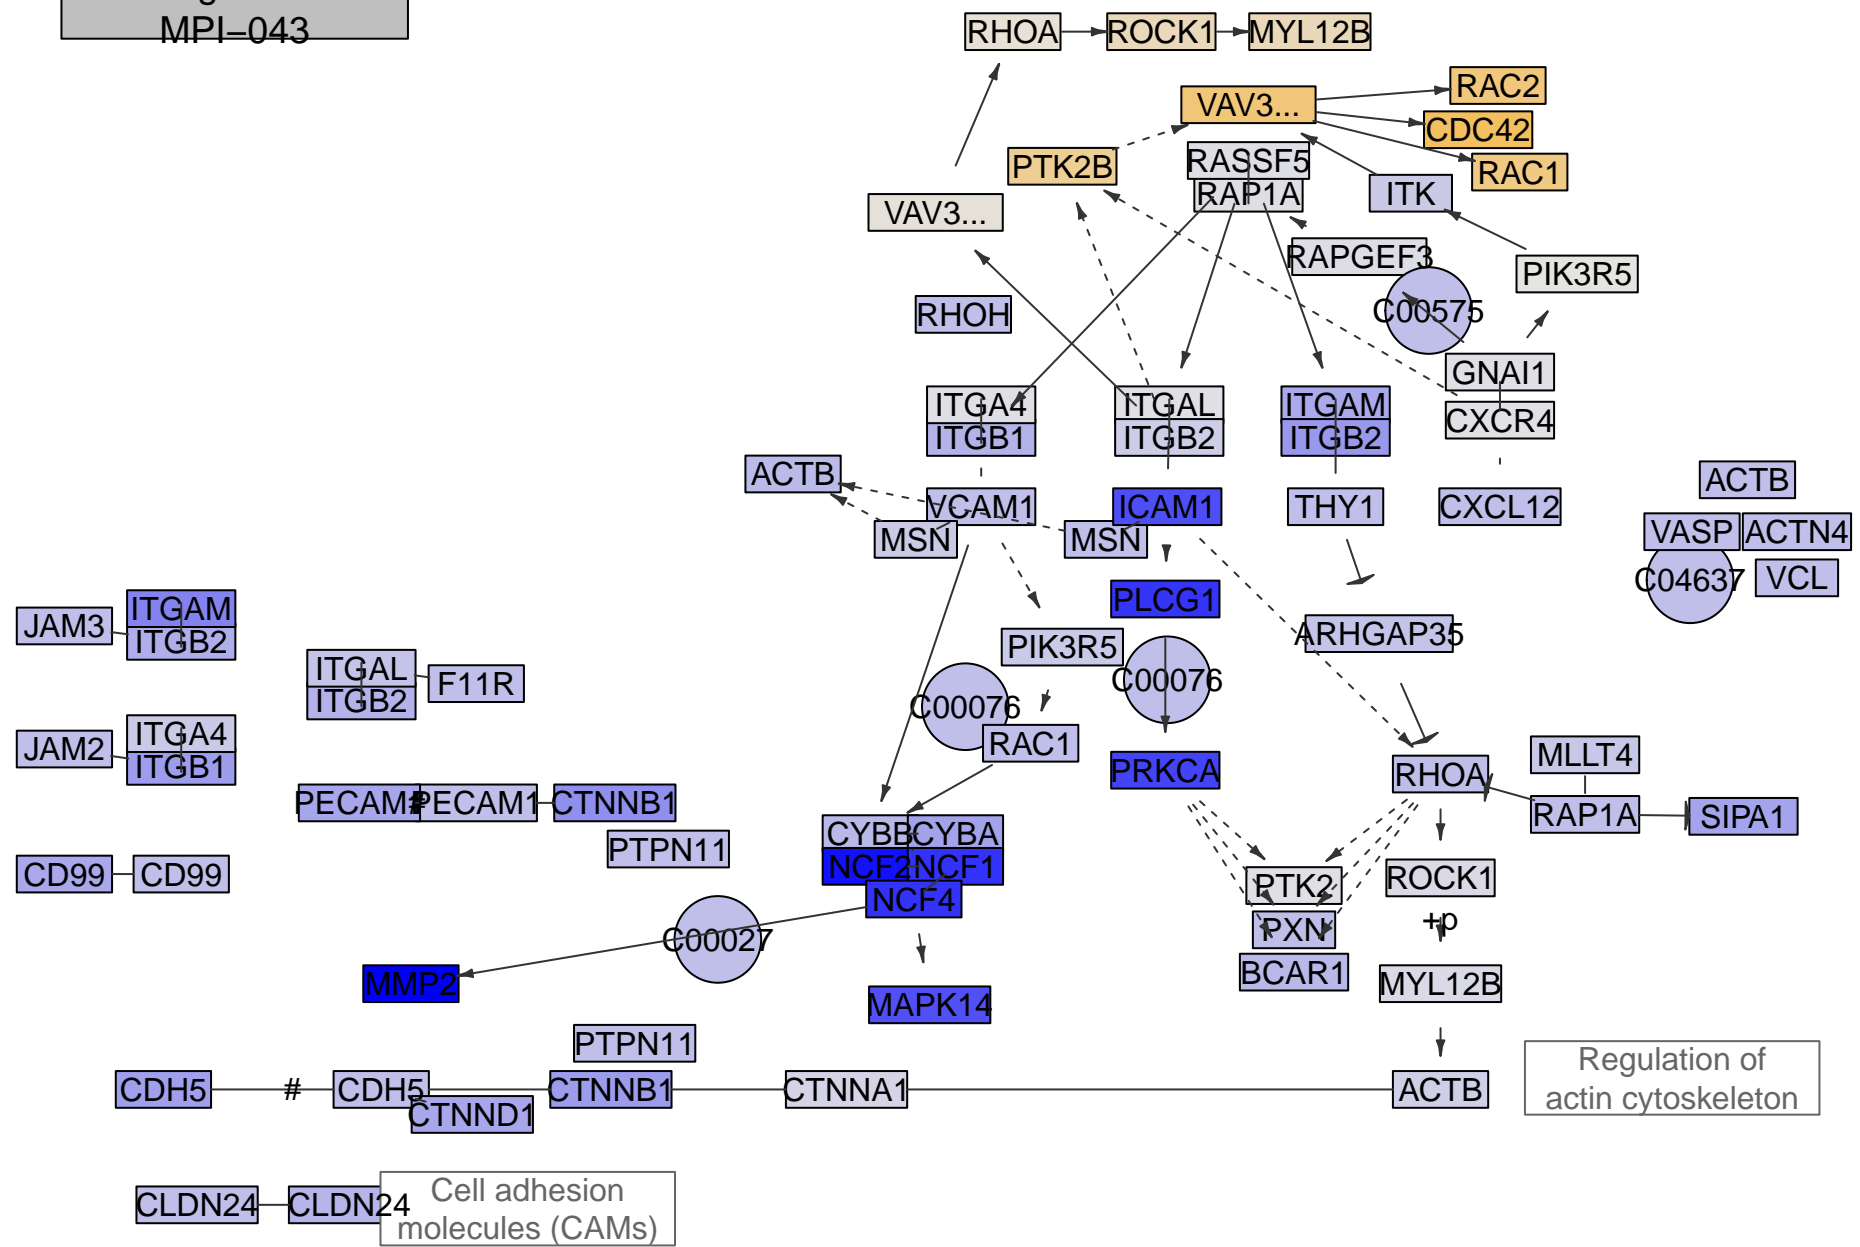 MPI–043
RHOA
ROCK1
MYL12B
RAC2
VAV3...
CDC42
RASSF5
PTK2B
RAC1
RAP1A
ITK
VAV3...
RAPGEF3
PIK3R5
RHOH
C00575
GNAI1
ITGA4
ITGAL
ITGAM
CXCR4
ITGB1
ITGB2
ITGB2
ACTB
ACTB
VCAM1
ICAM1
THY1
CXCL12
MSN
MSN
VASP
ACTN4
C04637
VCL
PLCG1
ITGAM
JAM3
ITGB2
ARHGAP35
PIK3R5
ITGAL
F11R
ITGB2
C00076
C00076
ITGA4
JAM2
ITGB1
RAC1
PRKCA
RHOA
MLLT4
PECAM1
#
PECAM1
CTNNB1
RAP1A
SIPA1
CYBB
CYBA
PTPN11
NCF2
NCF1
CD99
CD99
NCF4
PTK2
ROCK1
+p
PXN
C00027
BCAR1
MMP2
MYL12B
MAPK14
PTPN11
CDH5
#
CDH5
CTNNB1
CTNNA1
ACTB
CTNND1
Regulation of
actin cytoskeleton
CLDN24
CLDN24
Cell adhesion
molecules (CAMs)